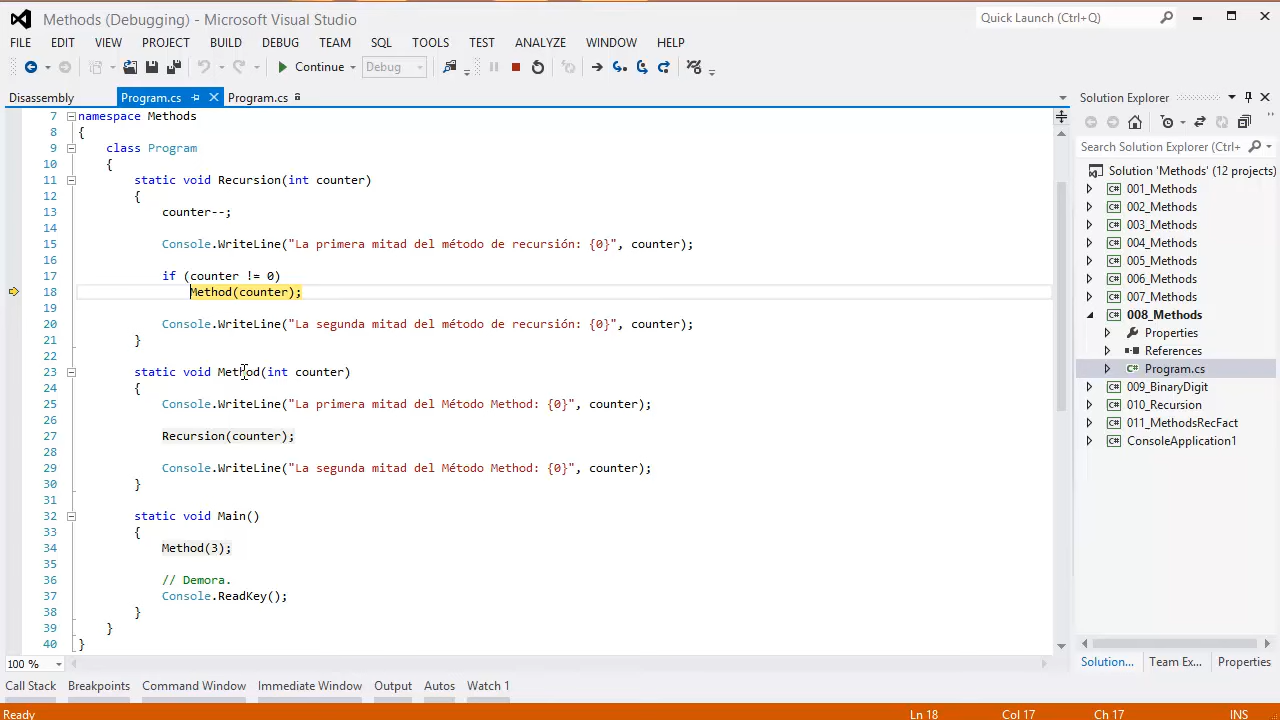 Methods (Debugging) - Microsoft Visual Studio
Quick Launch (Ctrl+Q)
FILE EDIT VIEW PROJECT BUILD DEBUG TEAM SQL TOOLS TEST ANALYZE WINDOW HELP
Continue Debug
Disassembly Program.cs Program.cs
7 namespace Methods
8 {
9 class Program
10 {
11 static void Recursion(int counter)
12 {
13 counter--;
14
15 Console.WriteLine("La primera mitad del método de recursión: {0}", counter);
16
17 if (counter != 0)
18 Method(counter);
19
20 Console.WriteLine("La segunda mitad del método de recursión: {0}", counter);
21 }
22
23 static void Method(int counter)
24 {
25 Console.WriteLine("La primera mitad del Método Method: {0}", counter);
26
27 Recursion(counter);
28
29 Console.WriteLine("La segunda mitad del Método Method: {0}", counter);
30 }
31
32 static void Main()
33 {
34 Method(3);
35
36 // Demora.
37 Console.ReadKey();
38 }
39 }
40 }
100 %
Solution Explorer
Search Solution Explorer (Ctrl+
Solution 'Methods' (12 projects)
C# 001_Methods
C# 002_Methods
C# 003_Methods
C# 004_Methods
C# 005_Methods
C# 006_Methods
C# 007_Methods
C# 008_Methods
Properties
References
C# Program.cs
C# 009_BinaryDigit
C# 010_Recursion
C# 011_MethodsRecFact
C# ConsoleApplication1
Solution... Team Ex... Properties
Call Stack Breakpoints Command Window Immediate Window Output Autos Watch 1
Ready Ln 18 Col 17 Ch 17 INS